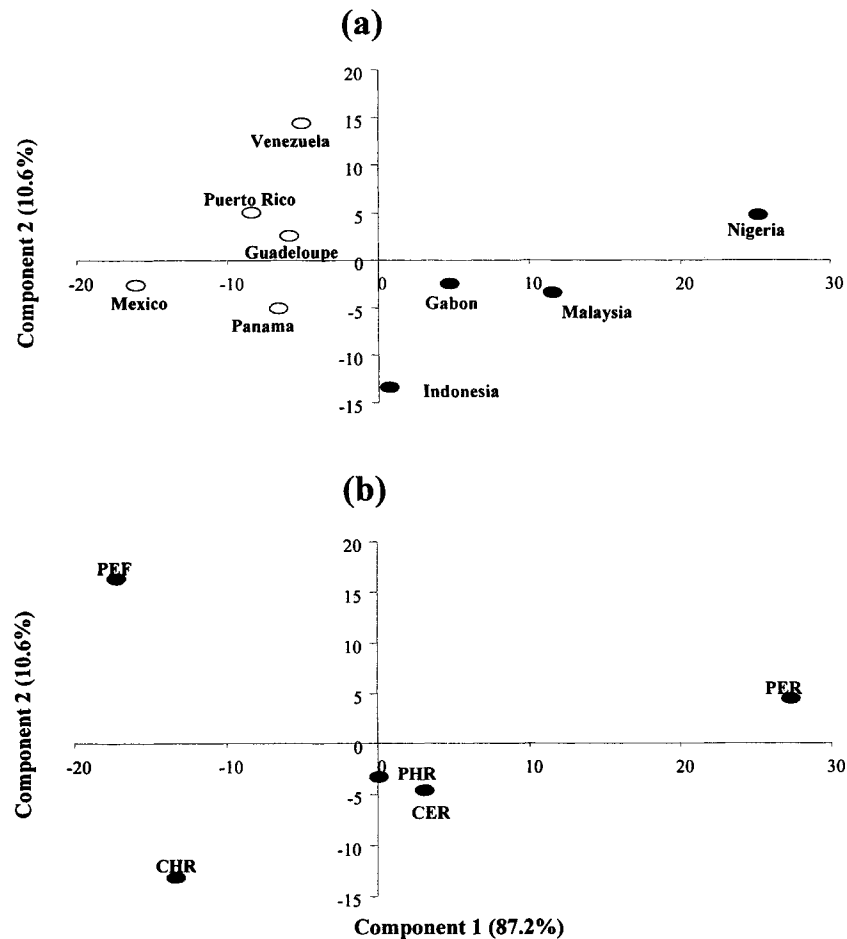 (a)
Component 2 (10.6%)
20
15
10
5
0
-5
-10
-15
-20
-10
0
10
20
30
Venezuela
Puerto Rico
Guadeloupe
Mexico
Panama
Nigeria
Gabon
Malaysia
Indonesia
(b)
Component 2 (10.6%)
20
15
10
5
0
-5
-10
-15
-20
-10
0
10
20
30
PEF
PER
PHR
CER
CHR
Component 1 (87.2%)